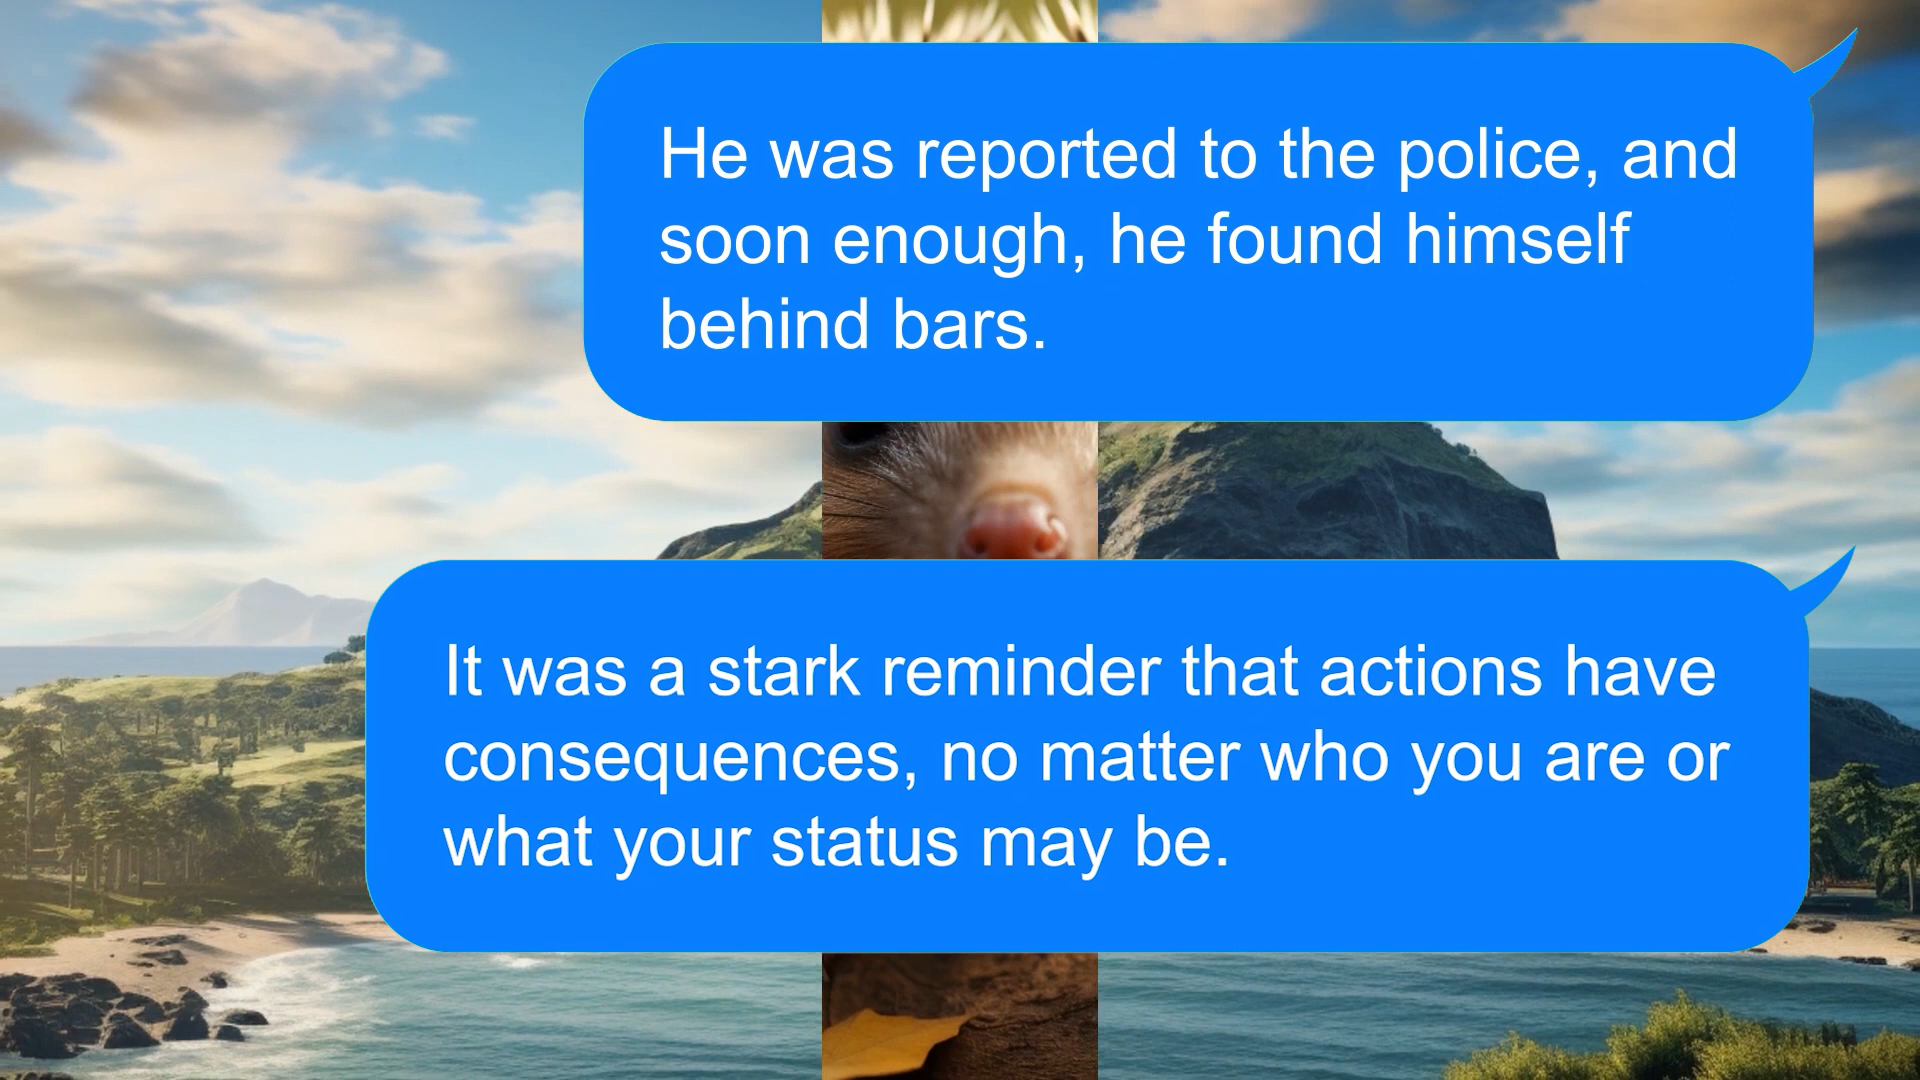 He was reported to the police, and
soon enough, he found himself
behind bars.
It was a stark reminder that actions have
consequences, no matter who you are or
what your status may be.